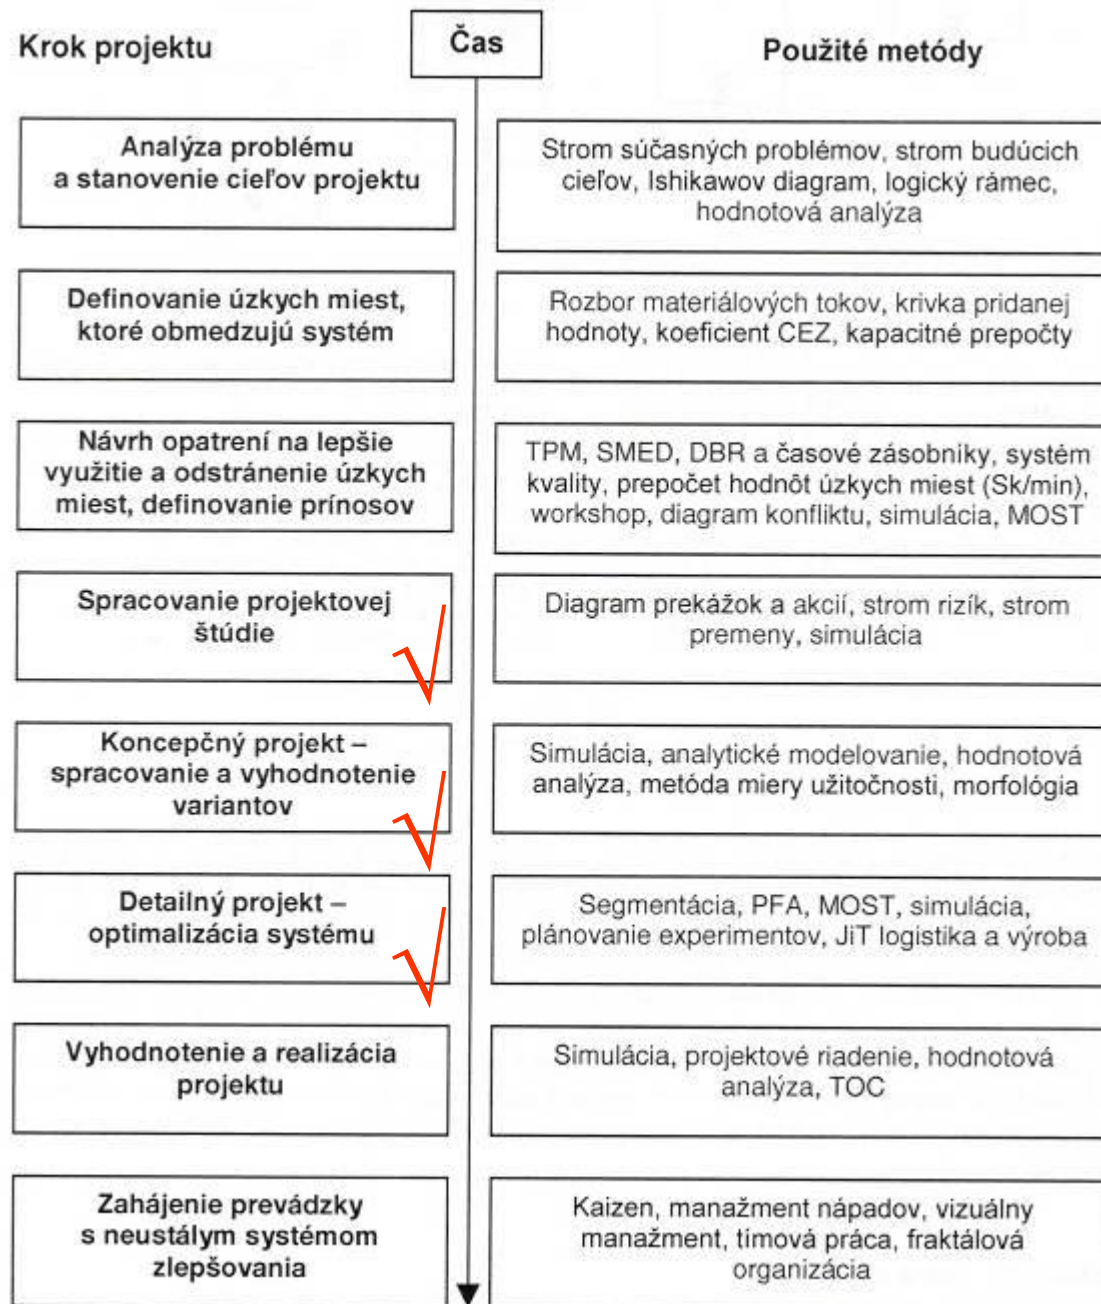 Krok projektu
Čas
Použité metódy
Analýza problému
a stanovenie cieľov projektu
Strom súčasných problémov, strom budúcich
cieľov, Ishikawov diagram, logický rámec,
hodnotová analýza
Definovanie úzkych miest,
ktoré obmedzujú systém
Rozbor materiálových tokov, krivka pridanej
hodnoty, koeficient CEZ, kapacitné prepočty
Návrh opatrení na lepšie
využitie a odstránenie úzkych
miest, definovanie prínosov
TPM, SMED, DBR a časové zásobniky, systém
kvality, prepočet hodnôt úzkych miest (Sk/min),
workshop, diagram konfliktu, simulácia, MOST
Spracovanie projektovej
štúdie
Diagram prekážok a akcií, strom rizík, strom
premeny, simulácia
Koncepčný projekt –
spracovanie a vyhodnotenie
variantov
Simulácia, analytické modelovanie, hodnotová
analýza, metóda miery užitočnosti, morfológia
Detailný projekt –
optimalizácia systému
Segmentácia, PFA, MOST, simulácia,
plánovanie experimentov, JiT logistika a výroba
Vyhodnotenie a realizácia
projektu
Simulácia, projektové riadenie, hodnotová
analýza, TOC
Zahájenie prevádzky
s neustálym systémom
zlepšovania
Kaizen, manažment nápadov, vizuálny
manažment, tímová práca, fraktálová
organizácia